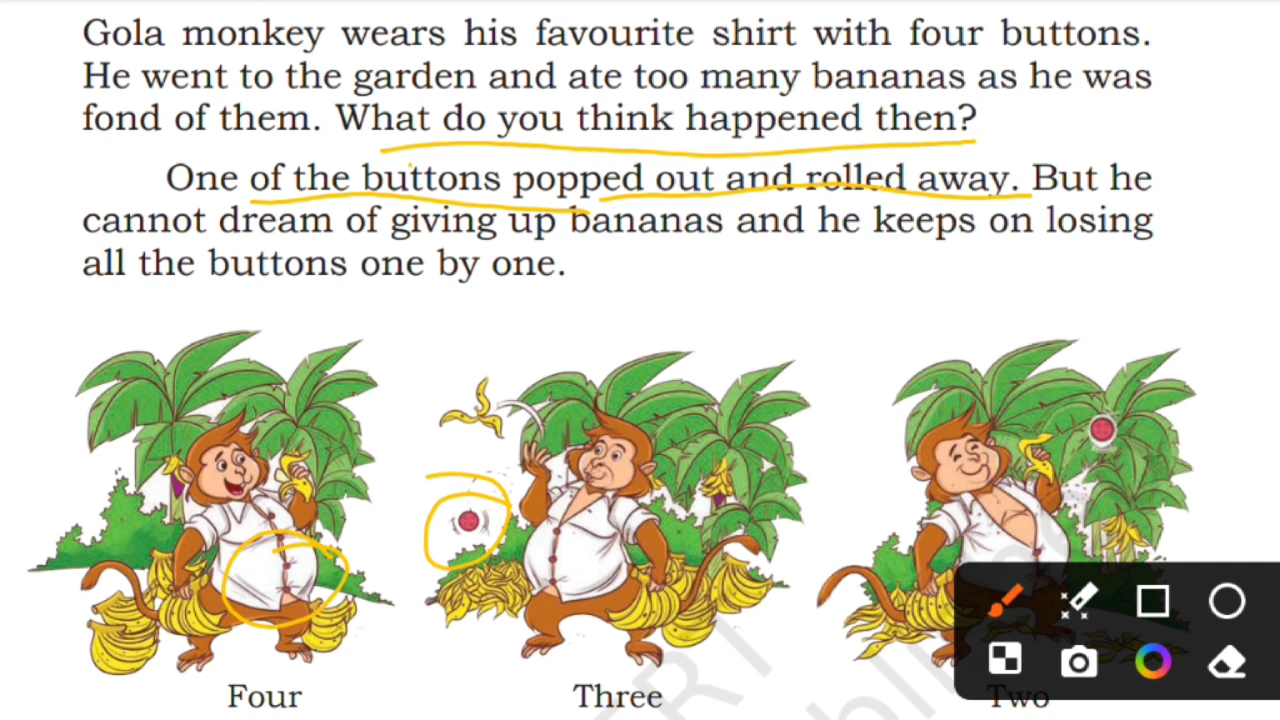 Gola monkey wears his favourite shirt with four buttons.
He went to the garden and ate too many bananas as he was
fond of them. What do you think happened then?
One of the buttons popped out and rolled away. But he
cannot dream of giving up bananas and he keeps on losing
all the buttons one by one.
Four
Three
Two